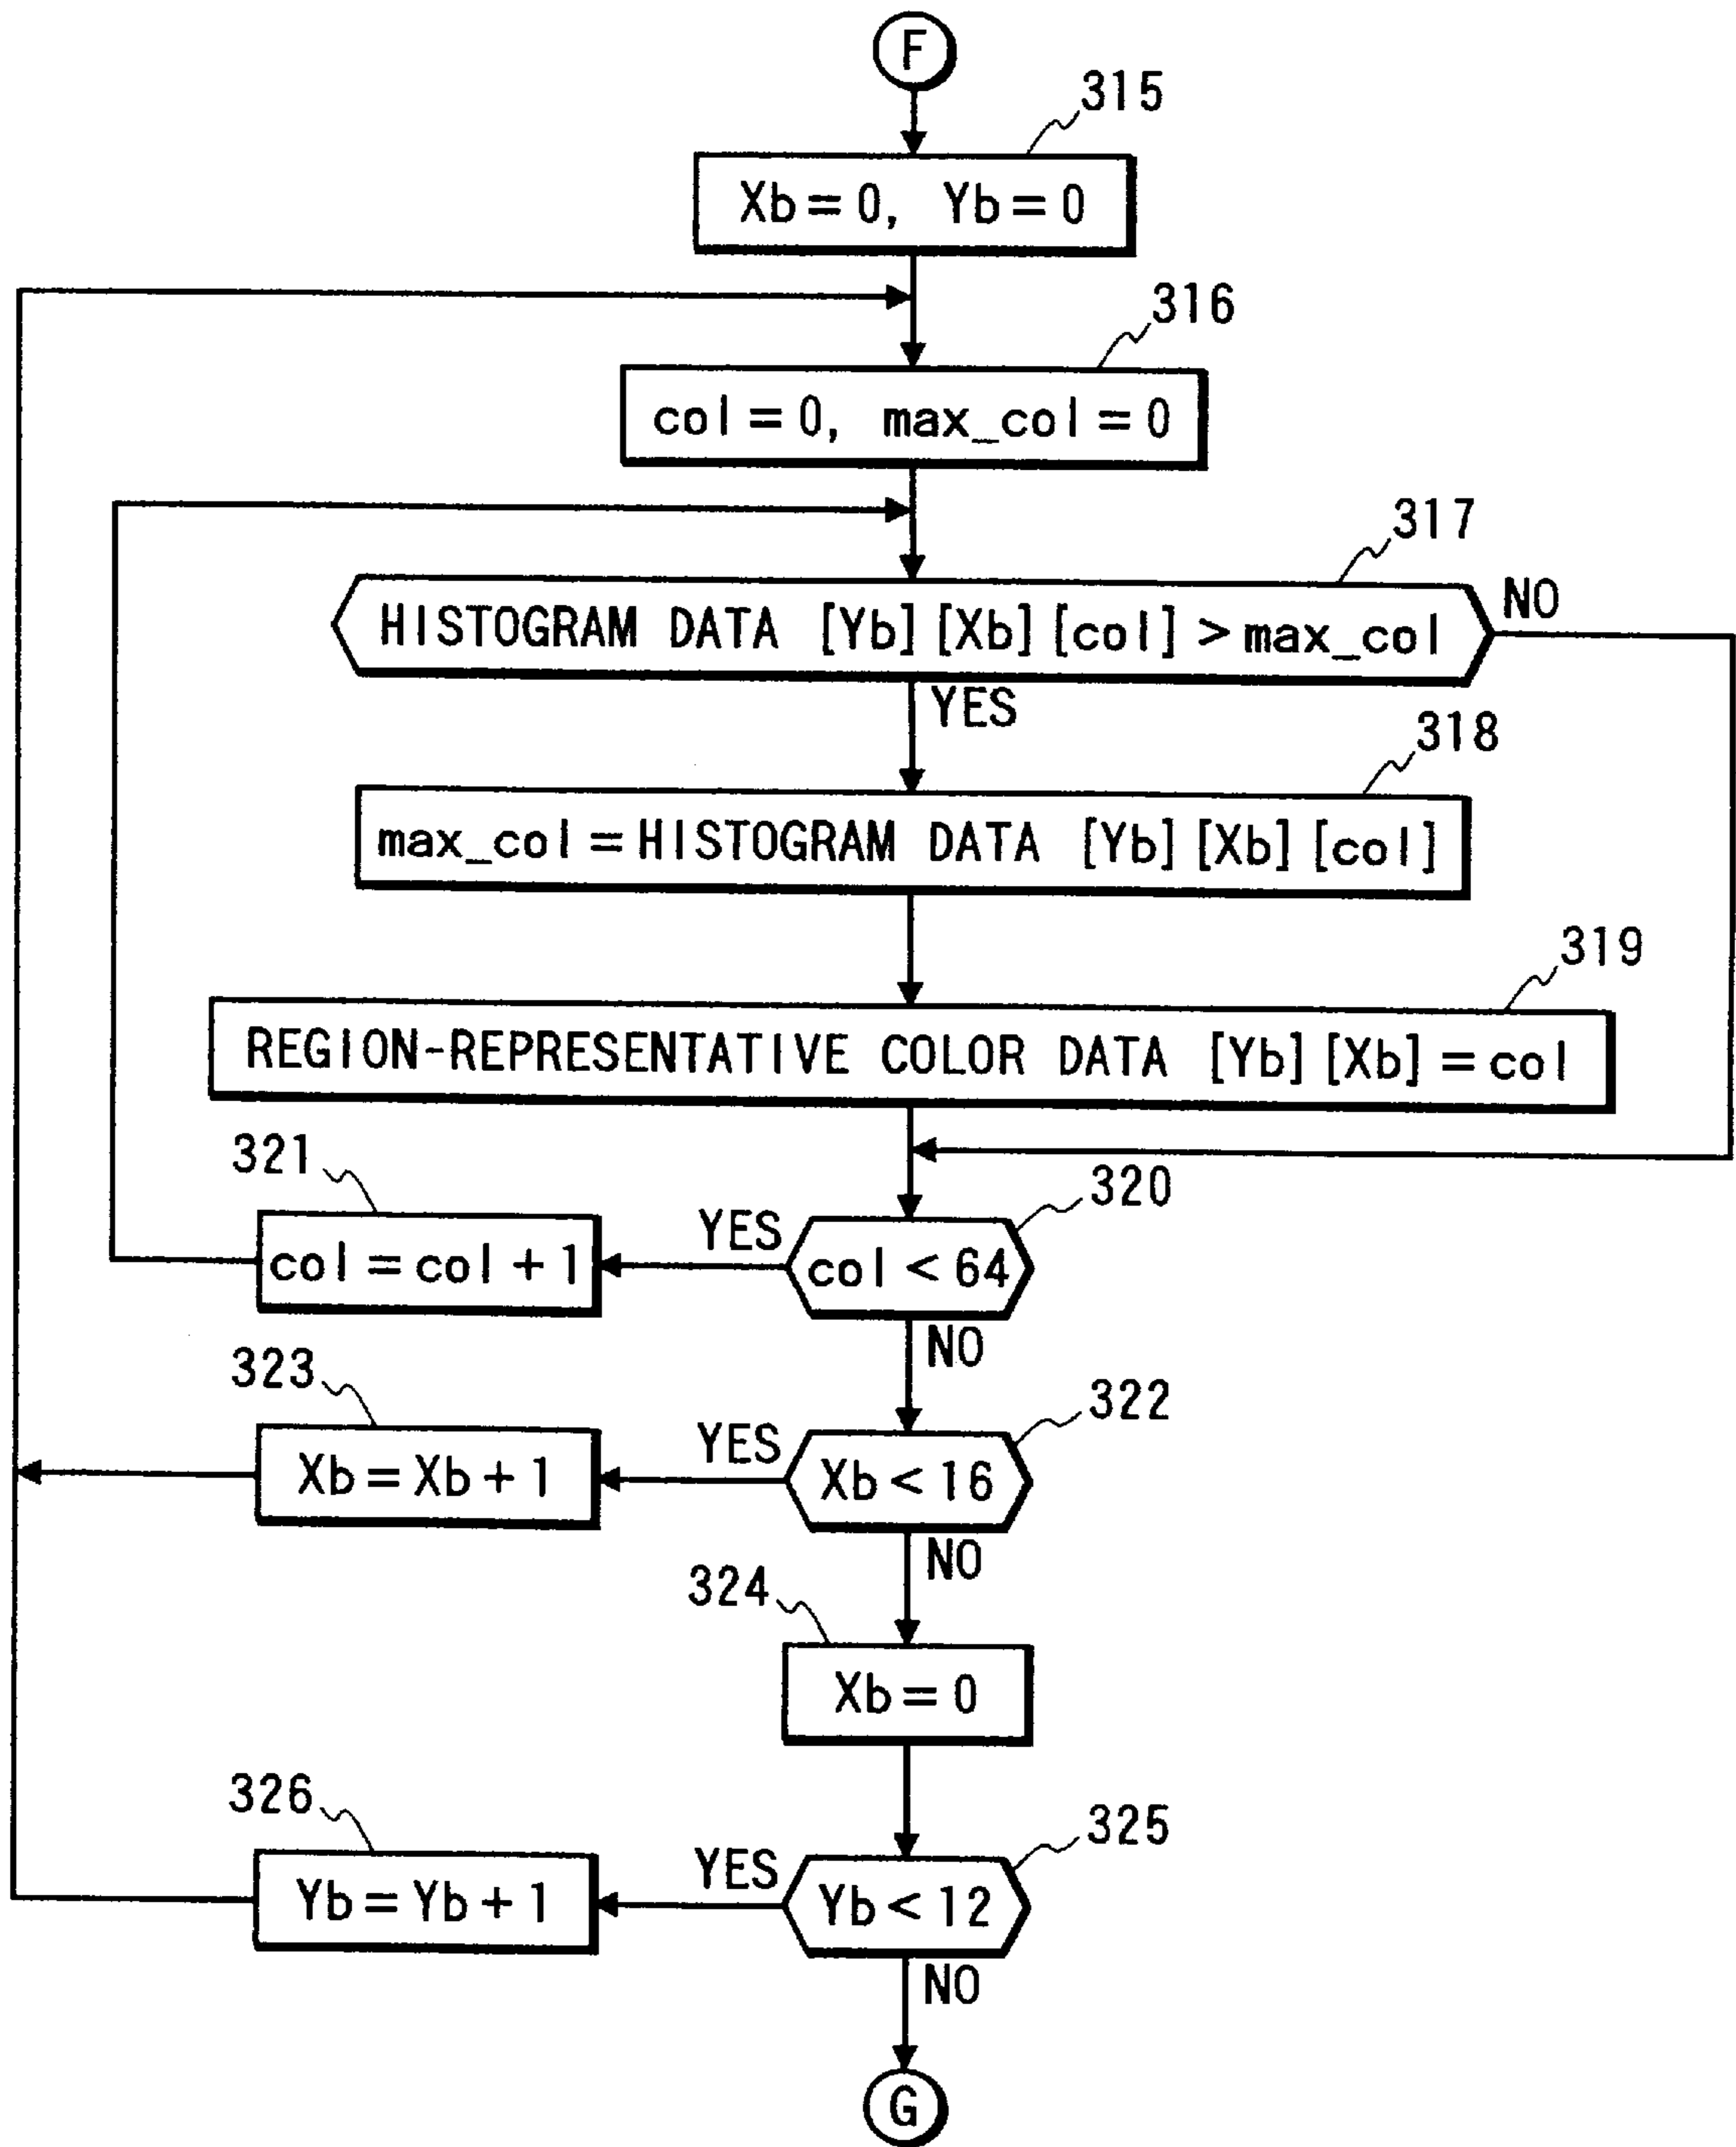 F
315
Xb=0, Yb=0
316
col=0, max_col=0
317
HISTOGRAM DATA [Yb][Xb][col]>max_col
NO
YES
318
max_col=HISTOGRAM DATA [Yb][Xb][col]
319
REGION-REPRESENTATIVE COLOR DATA [Yb][Xb]=col
321
320
col=col+1
YES
col<64
NO
323
322
Xb=Xb+1
YES
Xb<16
NO
324
Xb=0
326
325
Yb=Yb+1
YES
Yb<12
NO
G